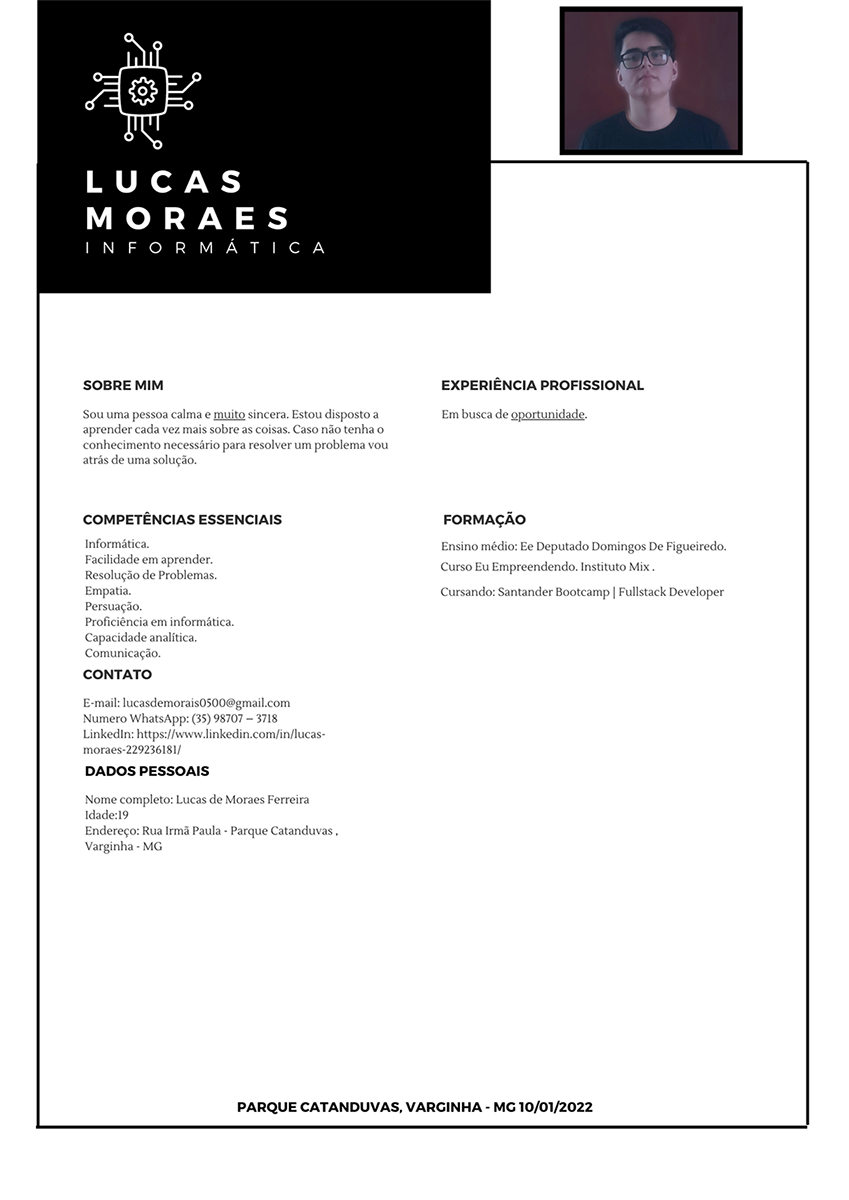 LUCAS
MORAES
INFORMÁTICA
SOBRE MIM
Sou uma pessoa calma e muito sincera. Estou disposto a
aprender cada vez mais sobre as coisas. Caso não tenha o
conhecimento necessário para resolver um problema vou
atrás de uma solução.
EXPERIÊNCIA PROFISSIONAL
Em busca de oportunidade.
COMPETÊNCIAS ESSENCIAIS
Informática.
Facilidade em aprender.
Resolução de Problemas.
Empatia.
Persuação.
Proficiência em informática.
Capacidade analítica.
Comunicação.
FORMAÇÃO
Ensino médio: Ee Deputado Domingos De Figueiredo.
Curso Eu Empreendendo. Instituto Mix .
Cursando: Santander Bootcamp | Fullstack Developer
CONTATO
E-mail: lucasdemorais0500@gmail.com
Numero WhatsApp: (35) 98707 – 3718
LinkedIn: https://www.linkedin.com/in/lucas-
moraes-229236181/
DADOS PESSOAIS
Nome completo: Lucas de Moraes Ferreira
Idade:19
Endereço: Rua Irmã Paula - Parque Catanduvas ,
Varginha - MG
PARQUE CATANDUVAS, VARGINHA - MG 10/01/2022